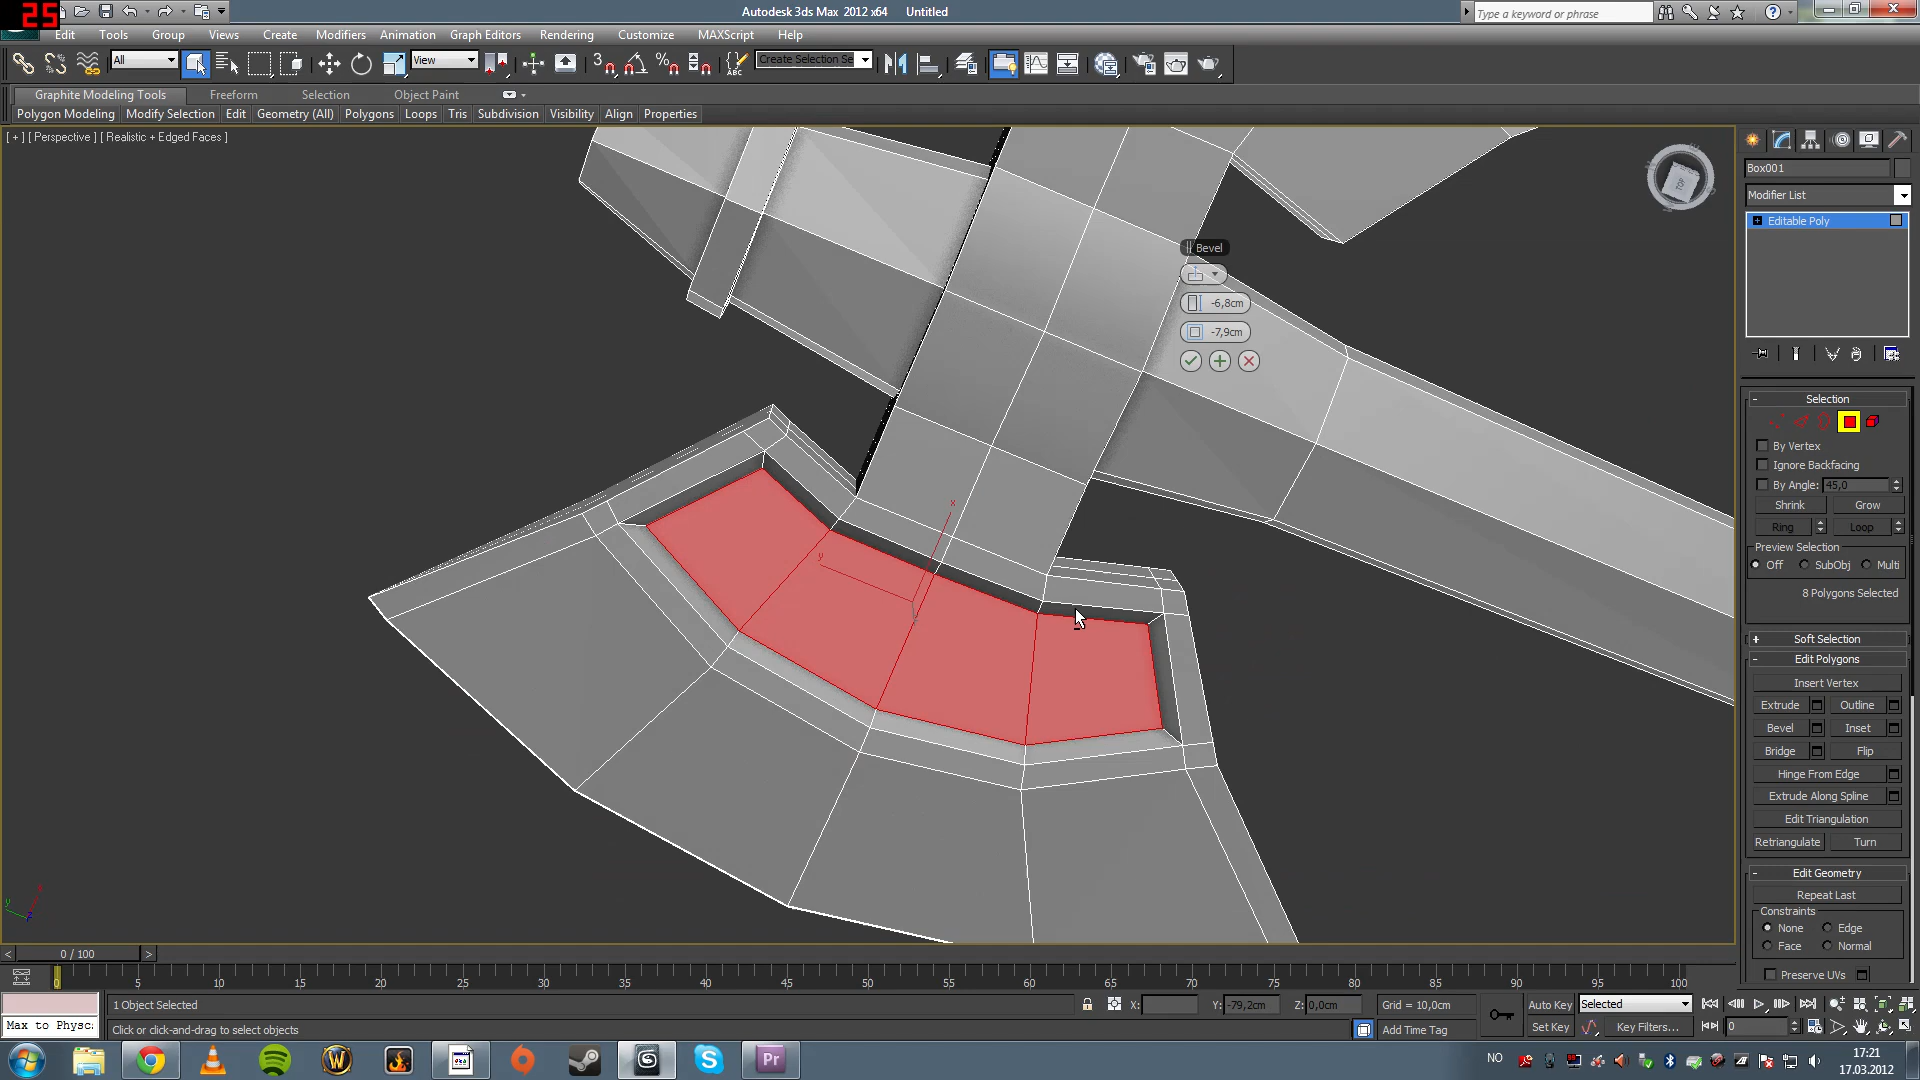 25
Autodesk 3ds Max 2012 x64 Untitled
Type a keyword or phrase
Edit Tools Group Views Create Modifiers Animation Graph Editors Rendering Customize MAXScript Help
All View Create Selection Se
Graphite Modeling Tools Freeform Selection Object Paint
Polygon Modeling Modify Selection Edit Geometry (All) Polygons Loops Tris Subdivision Visibility Align Properties
[ + ] [ Perspective ] [ Realistic + Edged Faces ]
TOP
Box001
Modifier List
Editable Poly
Bevel
-6,8cm
-7,9cm
Selection
By Vertex
Ignore Backfacing
By Angle: 45,0
Shrink Grow
Ring Loop
Preview Selection
Off SubObj Multi
8 Polygons Selected
Soft Selection
Edit Polygons
Insert Vertex
Extrude Outline
Bevel Inset
Bridge Flip
Hinge From Edge
Extrude Along Spline
Edit Triangulation
Retriangulate Turn
Edit Geometry
Repeat Last
Constraints
None Edge
Face Normal
Preserve UVs
x
y
0 / 100
0 5 10 15 20 25 30 35 40 45 50 55 60 65 70 75 80 85 90 95 100
1 Object Selected X: Y: -79,2cm Z: 0,0cm Grid = 10,0cm Auto Key Selected
Max to Physc: Click or click-and-drag to select objects Add Time Tag Set Key Key Filters... 0
Pr
NO
17:21
17.03.2012